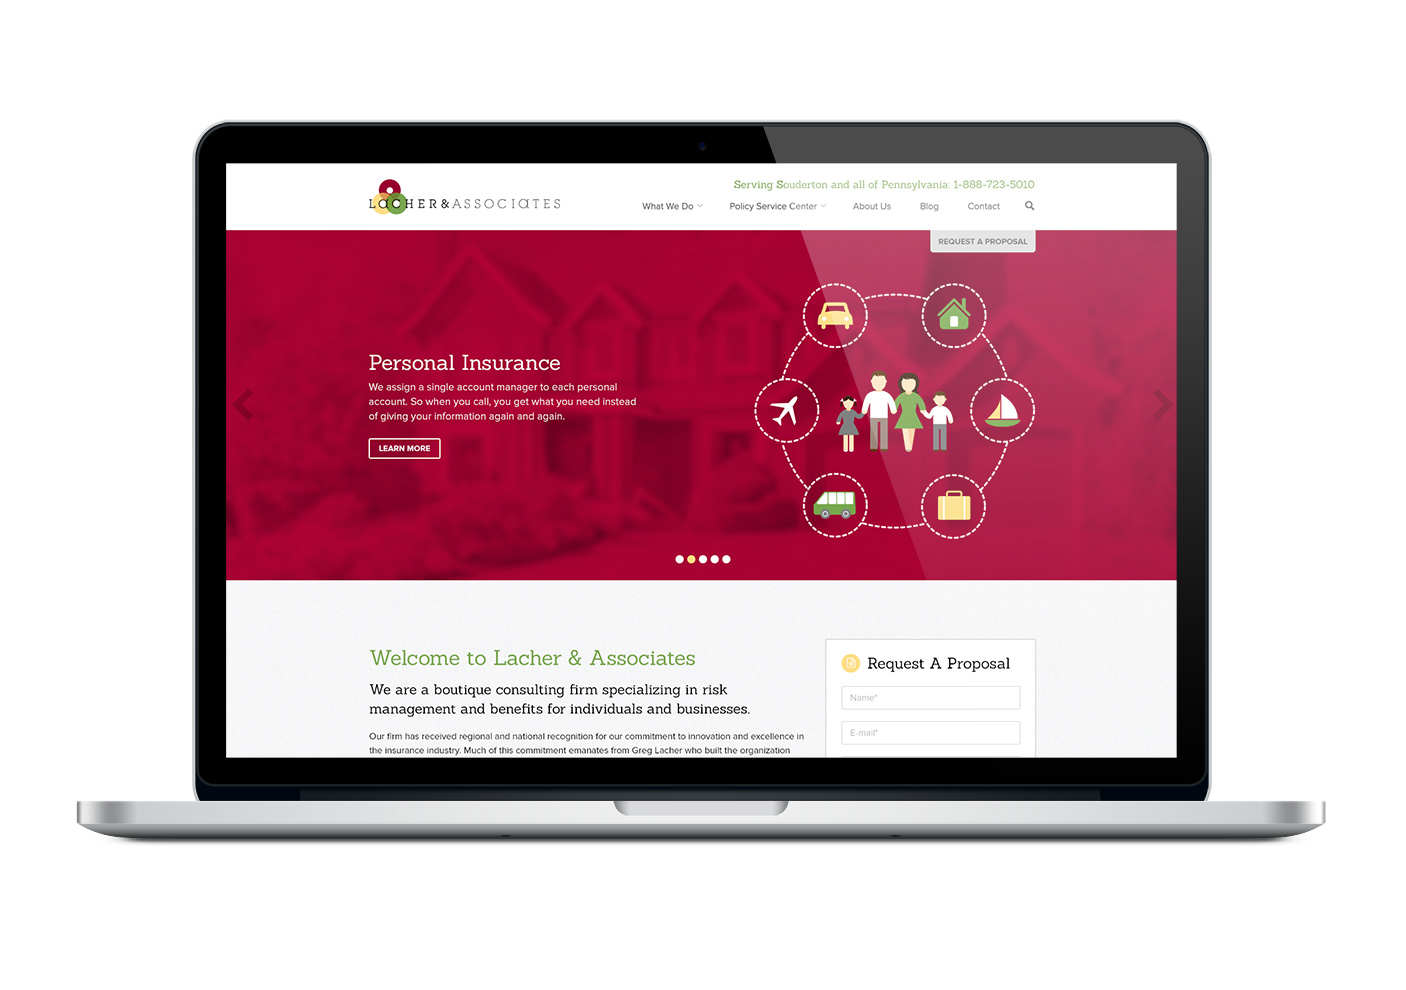 Serving Souderton and all of Pennsylvania: 1-888-723-5010
LACHER&ASSOCIATES
What We Do
Policy Service Center
About Us
Blog
Contact
REQUEST A PROPOSAL
Personal Insurance
We assign a single account manager to each personal
account. So when you call, you get what you need instead
of giving your information again and again.
LEARN MORE
Welcome to Lacher & Associates
We are a boutique consulting firm specializing in risk
management and benefits for individuals and businesses.
Our firm has received regional and national recognition for our commitment to innovation and excellence in
the insurance industry. Much of this commitment emanates from Greg Lacher who built the organization
Request A Proposal
Name*
E-mail*